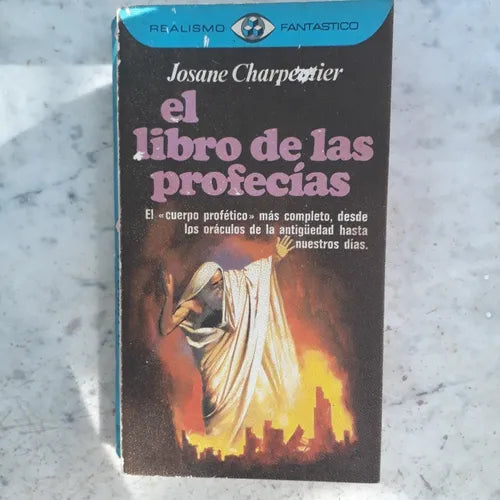 REALISMO FANTASTICO
Josane Charpentier
el
libro de las
profecías
El «cuerpo profético» más completo, desde
los oráculos de la antigüedad hasta
nuestros días.